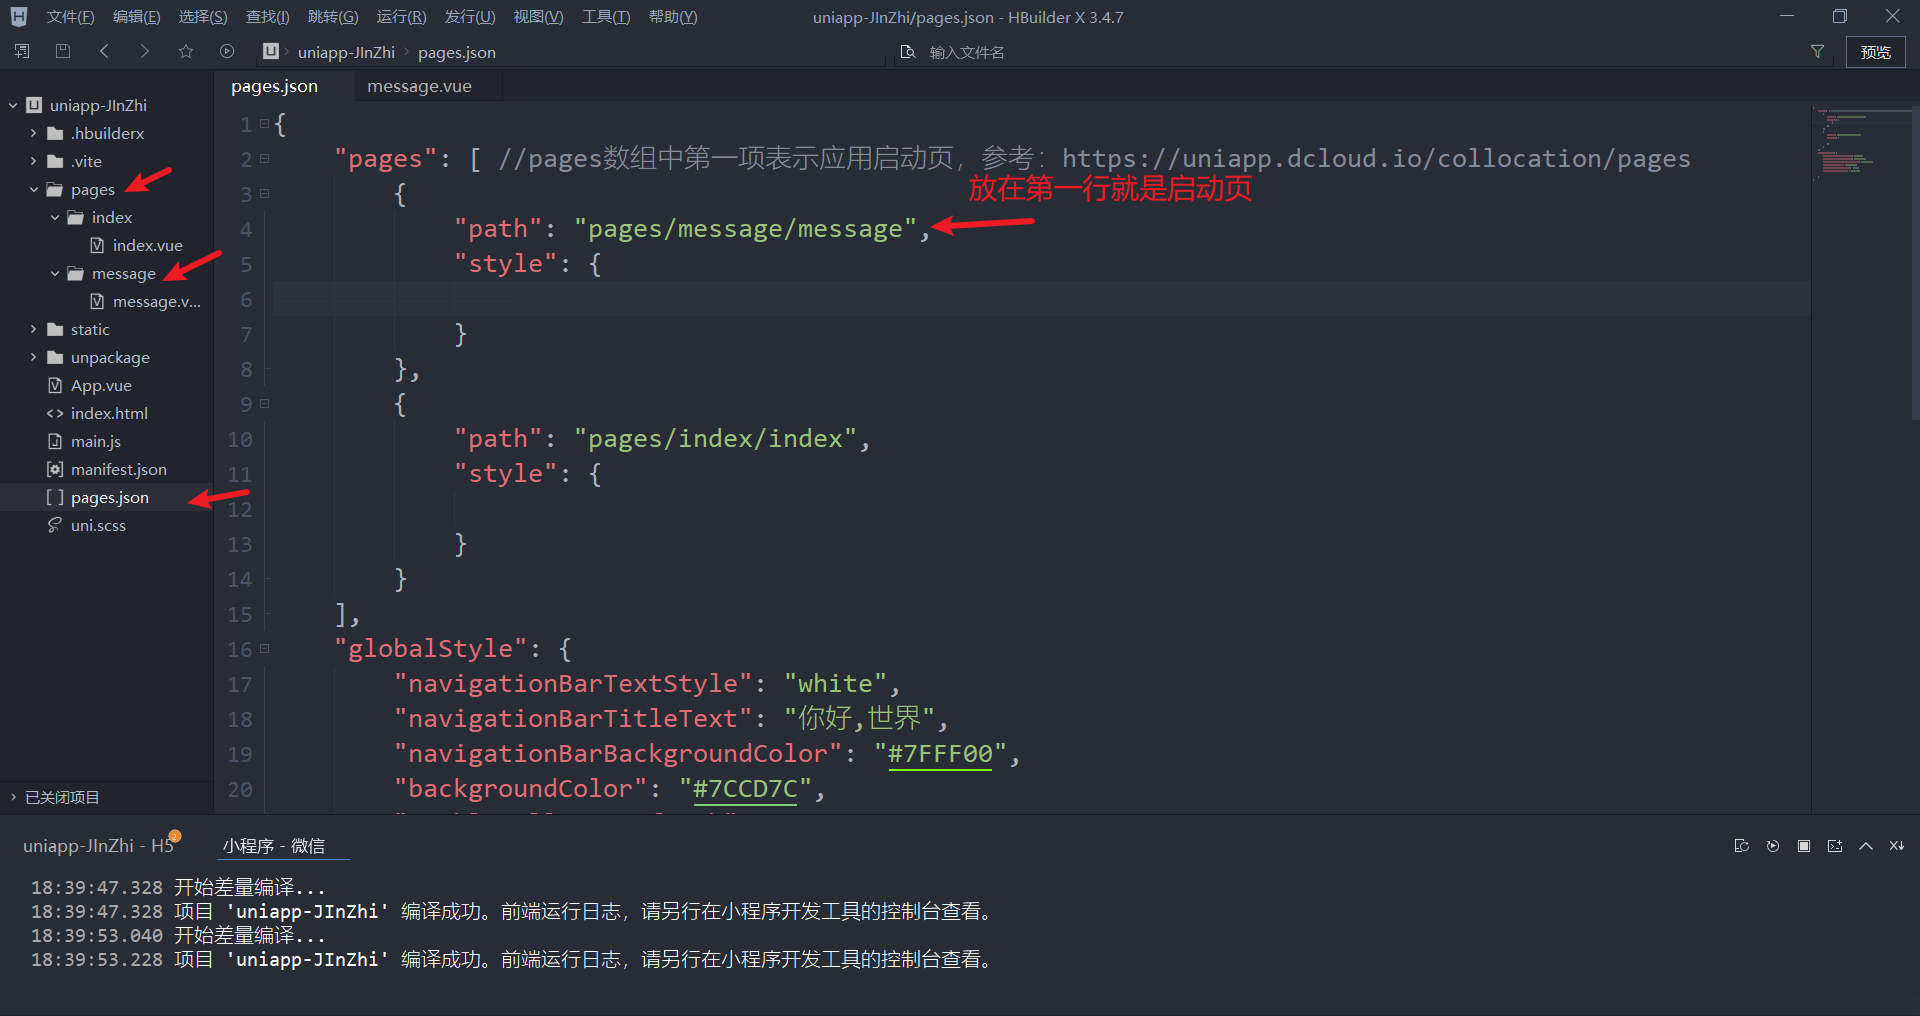 文件(F) 编辑(E) 选择(S) 查找(I) 跳转(G) 运行(R) 发行(U) 视图(V) 工具(T) 帮助(Y) uniapp-JInZhi/pages.json - HBuilder X 3.4.7
uniapp-JInZhi pages.json 输入文件名 预览
pages.json message.vue
uniapp-JInZhi
.hbuilderx
.vite
pages
index
index.vue
message
message.v...
static
unpackage
App.vue
index.html
main.js
manifest.json
pages.json
uni.scss
已关闭项目
1 {
2 "pages": [ //pages数组中第一项表示应用启动页，参考：https://uniapp.dcloud.io/collocation/pages
3 {
放在第一行就是启动页
4 "path": "pages/message/message",
5 "style": {
6
7 }
8 },
9 {
10 "path": "pages/index/index",
11 "style": {
12
13 }
14 }
15 ],
16 "globalStyle": {
17 "navigationBarTextStyle": "white",
18 "navigationBarTitleText": "你好,世界",
19 "navigationBarBackgroundColor": "#7FFF00",
20 "backgroundColor": "#7CCD7C",
uniapp-JInZhi - H5 2 小程序 - 微信
18:39:47.328 开始差量编译...
18:39:47.328 项目 'uniapp-JInZhi' 编译成功。前端运行日志，请另行在小程序开发工具的控制台查看。
18:39:53.040 开始差量编译...
18:39:53.228 项目 'uniapp-JInZhi' 编译成功。前端运行日志，请另行在小程序开发工具的控制台查看。